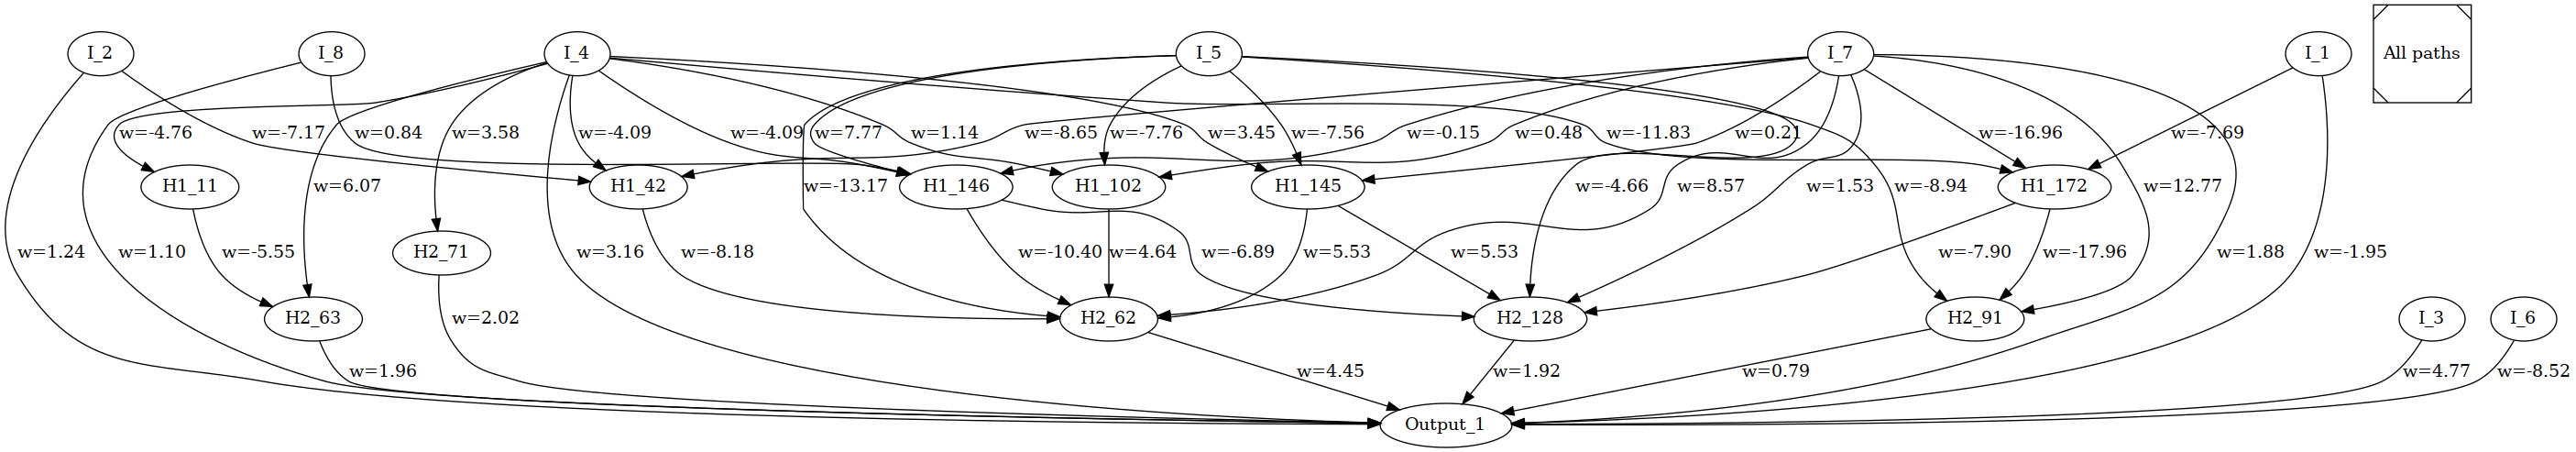 I_2
I_8
I_4
I_5
I_7
I_1
All paths
w=-4.76
w=-7.17
w=0.84
w=3.58
w=-4.09
w=-4.09
w=7.77
w=1.14
w=-8.65
w=-7.76
w=3.45
w=-7.56
w=-0.15
w=0.48
w=-11.83
w=0.21
w=-16.96
w=-7.69
H1_11
w=6.07
H1_42
w=-13.17
H1_146
H1_102
H1_145
w=-4.66
w=8.57
w=1.53
w=-8.94
H1_172
w=12.77
w=1.24
w=1.10
w=-5.55
H2_71
w=3.16
w=-8.18
w=-10.40
w=4.64
w=-6.89
w=5.53
w=5.53
w=-7.90
w=-17.96
w=1.88
w=-1.95
H2_63
w=2.02
H2_62
H2_128
H2_91
I_3
I_6
w=1.96
w=4.45
w=1.92
w=0.79
w=4.77
w=-8.52
Output_1